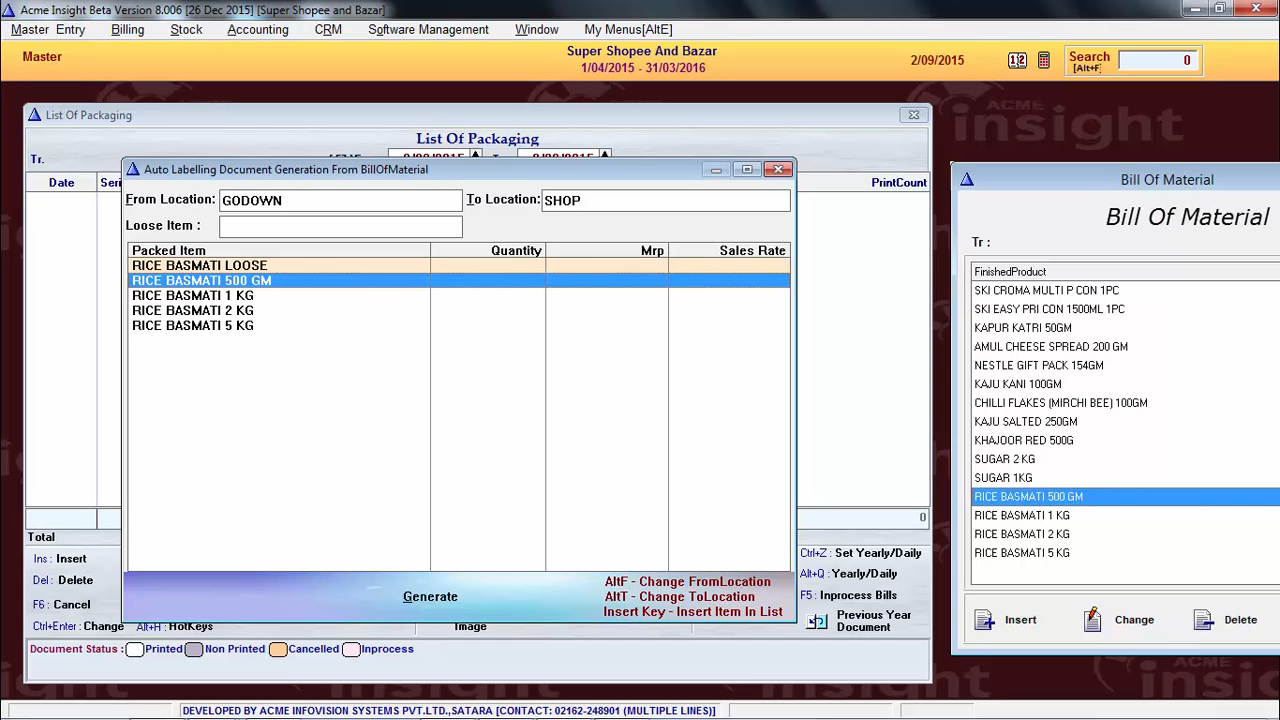 Acme Insight Beta Version 8.006 [26 Dec 2015] [Super Shopee and Bazar]
Master Entry Billing Stock Accounting CRM Software Management Window My Menus[AltE]
Master
Super Shopee And Bazar
1/04/2015 - 31/03/2016
2/09/2015
12
Search
[Alt+F]
0
ACME
insight
List Of Packaging
List Of Packaging
Tr.
Date
PrintCount
Auto Labelling Document Generation From BillOfMaterial
From Location: GODOWN To Location: SHOP
Loose Item :
Packed Item Quantity Mrp Sales Rate
RICE BASMATI LOOSE
RICE BASMATI 500 GM
RICE BASMATI 1 KG
RICE BASMATI 2 KG
RICE BASMATI 5 KG
Generate
AltF - Change FromLocation
AltT - Change ToLocation
Insert Key - Insert Item In List
0
Total
Ins : Insert
Del : Delete
F6 : Cancel
Ctrl+Enter : Change Alt+H : HotKeys
Image
Ctrl+Z : Set Yearly/Daily
Alt+Q : Yearly/Daily
F5 : Inprocess Bills
Previous Year
Document
Document Status : Printed Non Printed Cancelled Inprocess
Bill Of Material
Bill Of Material
Tr :
FinishedProduct
SKI CROMA MULTI P CON 1PC
SKI EASY PRI CON 1500ML 1PC
KAPUR KATRI 50GM
AMUL CHEESE SPREAD 200 GM
NESTLE GIFT PACK 154GM
KAJU KANI 100GM
CHILLI FLAKES (MIRCHI BEE) 100GM
KAJU SALTED 250GM
KHAJOOR RED 500G
SUGAR 2 KG
SUGAR 1KG
RICE BASMATI 500 GM
RICE BASMATI 1 KG
RICE BASMATI 2 KG
RICE BASMATI 5 KG
Insert Change Delete
ACME
insight
DEVELOPED BY ACME INFOVISION SYSTEMS PVT.LTD.,SATARA [CONTACT: 02162-248901 (MULTIPLE LINES)]